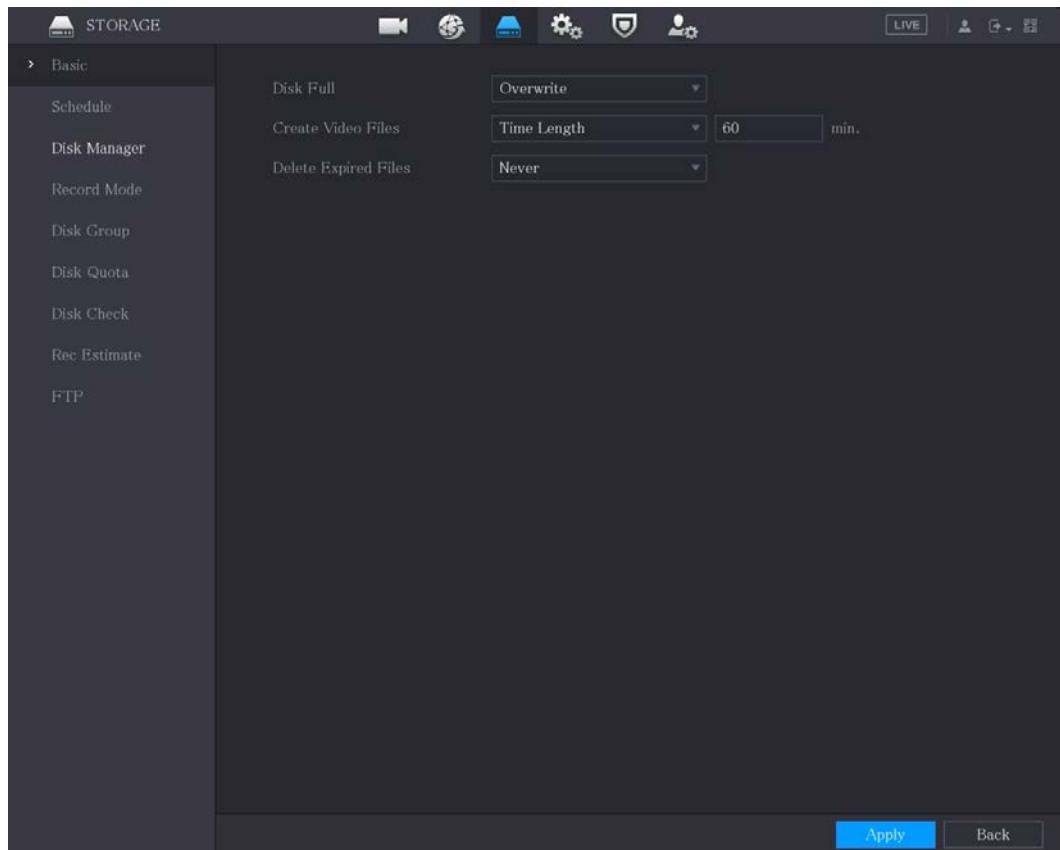 STORAGE LIVE
Basic
Schedule
Disk Manager
Record Mode
Disk Group
Disk Quota
Disk Check
Rec Estimate
FTP
Disk Full Overwrite
Create Video Files Time Length 60 min.
Delete Expired Files Never
Apply Back